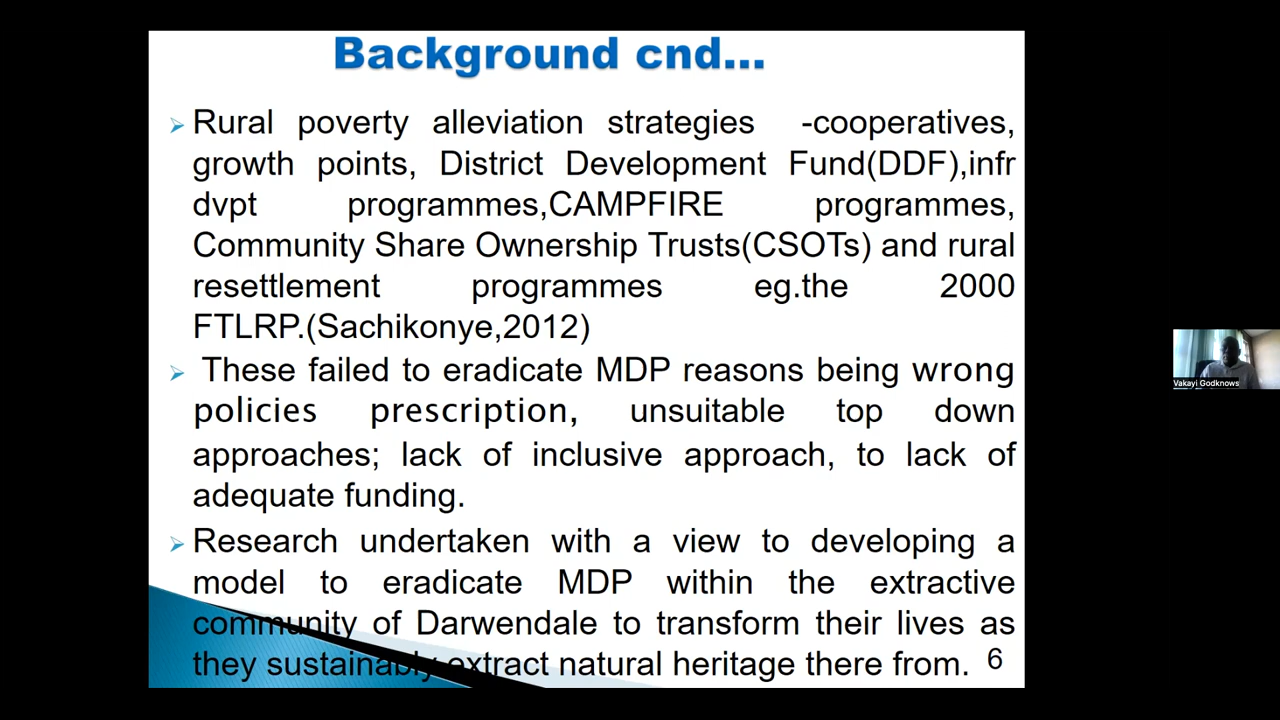 Background cnd...
Rural poverty alleviation strategies -cooperatives,
growth points, District Development Fund(DDF),infr
dvpt programmes,CAMPFIRE programmes,
Community Share Ownership Trusts(CSOTs) and rural
resettlement programmes eg.the 2000
FTLRP.(Sachikonye,2012)
These failed to eradicate MDP reasons being wrong
policies prescription, unsuitable top down
approaches; lack of inclusive approach, to lack of
adequate funding.
Research undertaken with a view to developing a
model to eradicate MDP within the extractive
community of Darwendale to transform their lives as
they sustainably extract natural heritage there from.
6
Vakayi Godknows